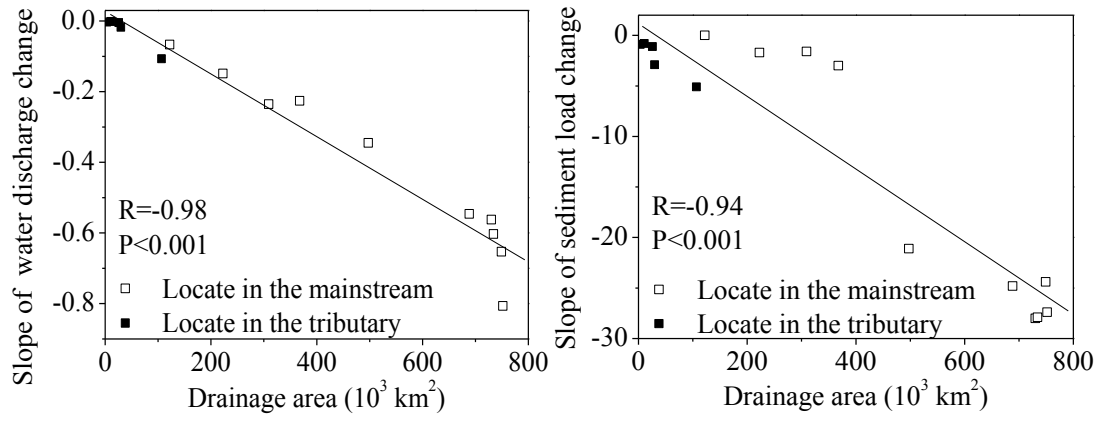 Slope of water discharge change
0.0
-0.2
-0.4
-0.6
-0.8
R=-0.98
P<0.001
Locate in the mainstream
Locate in the tributary
0
200
400
600
800
Drainage area (10³ km²)
Slope of sediment load change
0
-10
-20
-30
R=-0.94
P<0.001
Locate in the mainstream
Locate in the tributary
0
200
400
600
800
Drainage area (10³ km²)